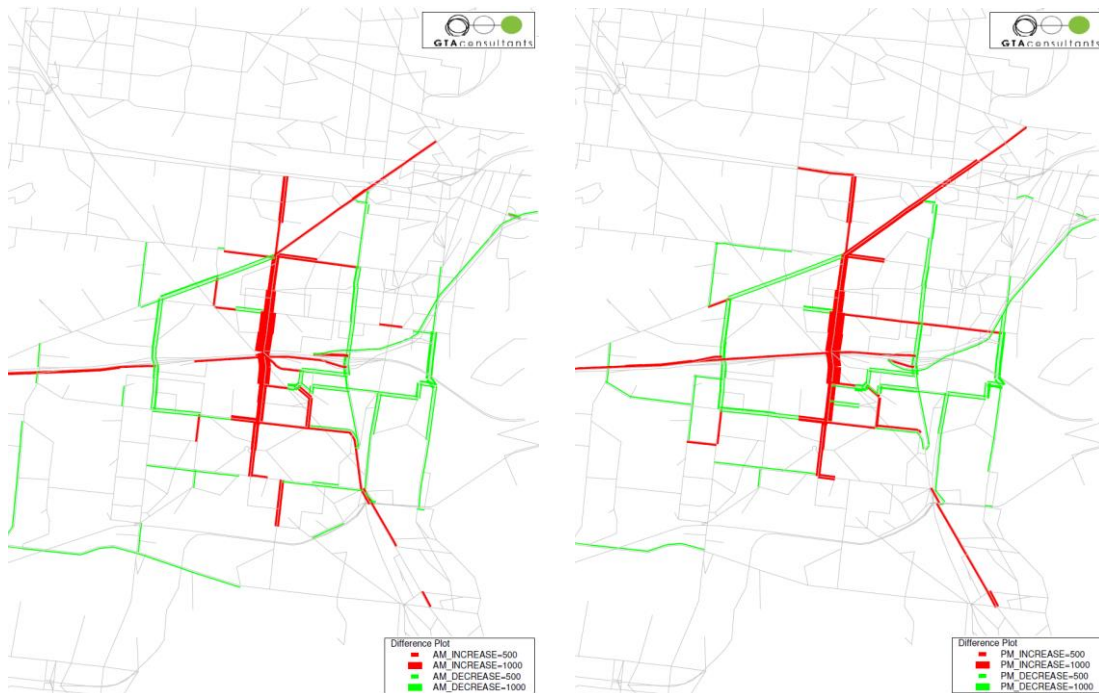 GTAconsultants
GTAconsultants
Difference Plot
AM_INCREASE=500
AM_INCREASE=1000
AM_DECREASE=500
AM_DECREASE=1000
Difference Plot
PM_INCREASE=500
PM_INCREASE=1000
PM_DECREASE=500
PM_DECREASE=1000